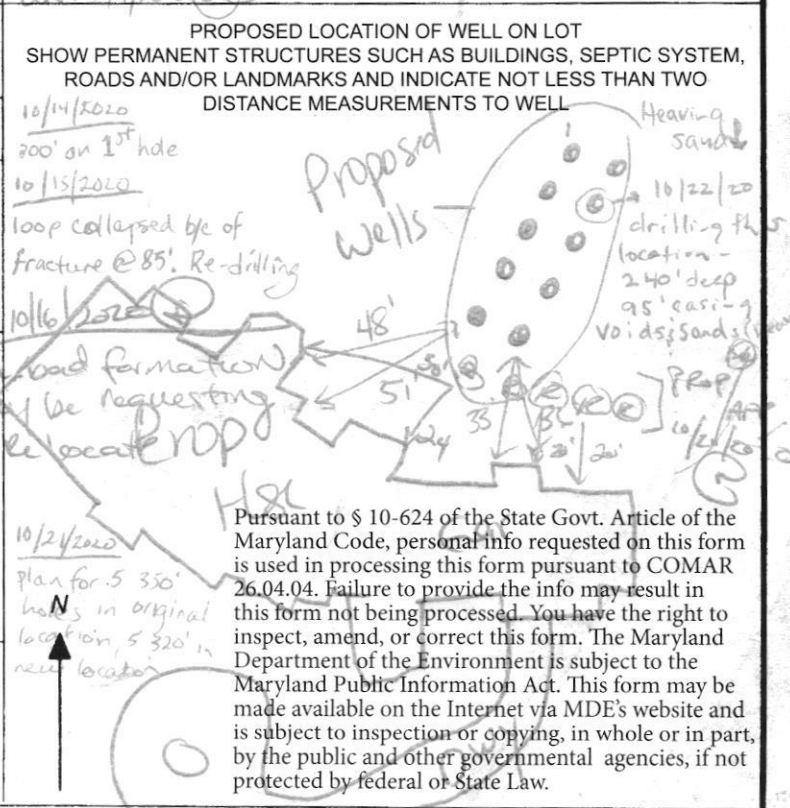 PROPOSED LOCATION OF WELL ON LOT
SHOW PERMANENT STRUCTURES SUCH AS BUILDINGS, SEPTIC SYSTEM,
ROADS AND/OR LANDMARKS AND INDICATE NOT LESS THAN TWO
DISTANCE MEASUREMENTS TO WELL
10/14/2020
300' on 1st hole
10/15/2020
loop collapsed b/c of
fracture @ 85'. Re-drilling
10/16/2020
bad formation
be requesting
relocate
Prop
HSE
Proposed
wells
Heaving
sand
10/22/20
drilling this
location -
240' deep
95' casing
voids; sands
48'
51'
50'
35
24
20'
20'
PROP
10/21/2020
plan for 5 350'
holes in original
location, 5 320' in
new location
N
Pursuant to § 10-624 of the State Govt. Article of the
Maryland Code, personal info requested on this form
is used in processing this form pursuant to COMAR
26.04.04. Failure to provide the info may result in
this form not being processed. You have the right to
inspect, amend, or correct this form. The Maryland
Department of the Environment is subject to the
Maryland Public Information Act. This form may be
made available on the Internet via MDE's website and
is subject to inspection or copying, in whole or in part,
by the public and other governmental agencies, if not
protected by federal or State Law.